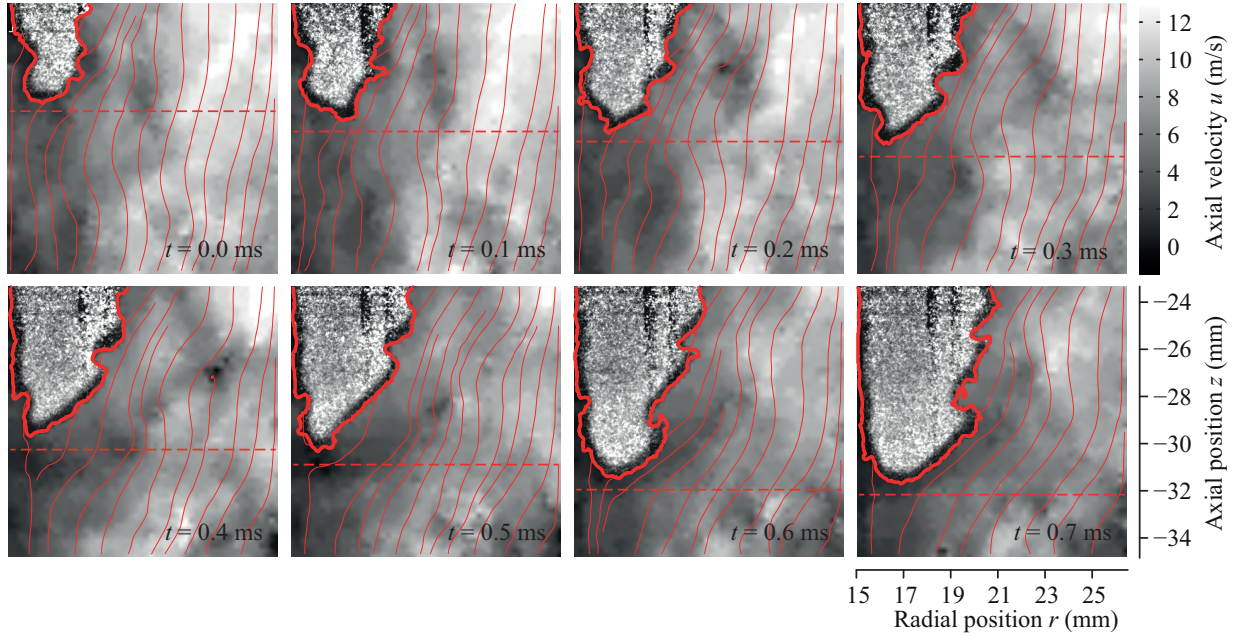 t = 0.0 ms
t = 0.1 ms
t = 0.2 ms
t = 0.3 ms
12
10
8
6
4
2
0
Axial velocity u (m/s)
t = 0.4 ms
t = 0.5 ms
t = 0.6 ms
t = 0.7 ms
−24
−26
−28
−30
−32
−34
Axial position z (mm)
15 17 19 21 23 25
Radial position r (mm)